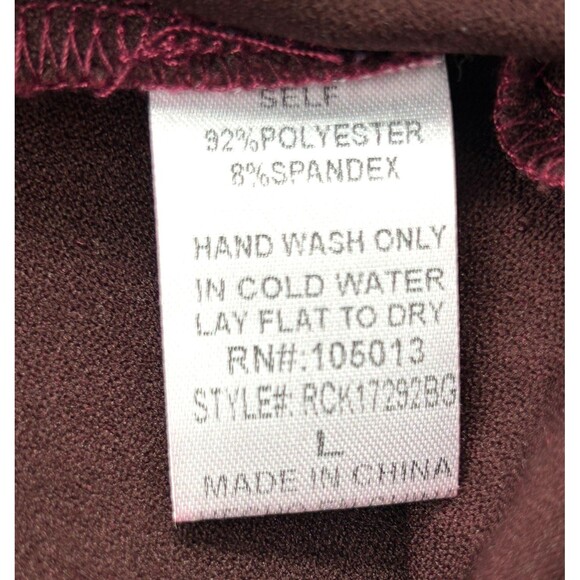 SELF
92%POLYESTER
8%SPANDEX
HAND WASH ONLY
IN COLD WATER
LAY FLAT TO DRY
RN#:105013
STYLE#: RCK17292BG
L
MADE IN CHINA